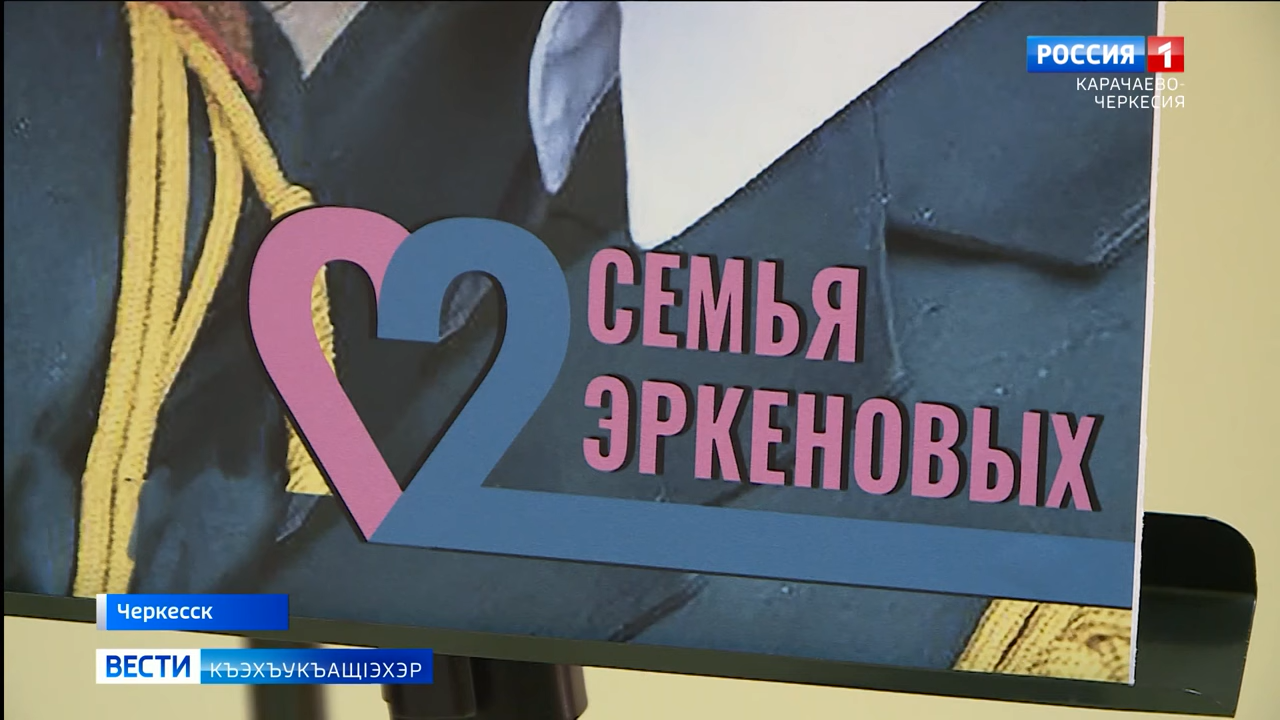 РОССИЯ 1
КАРАЧАЕВО-
ЧЕРКЕСИЯ
СЕМЬЯ
ЭРКЕНОВЫХ
Черкесск
ВЕСТИ КЪЭХЪУКЪАЩIЭХЭР